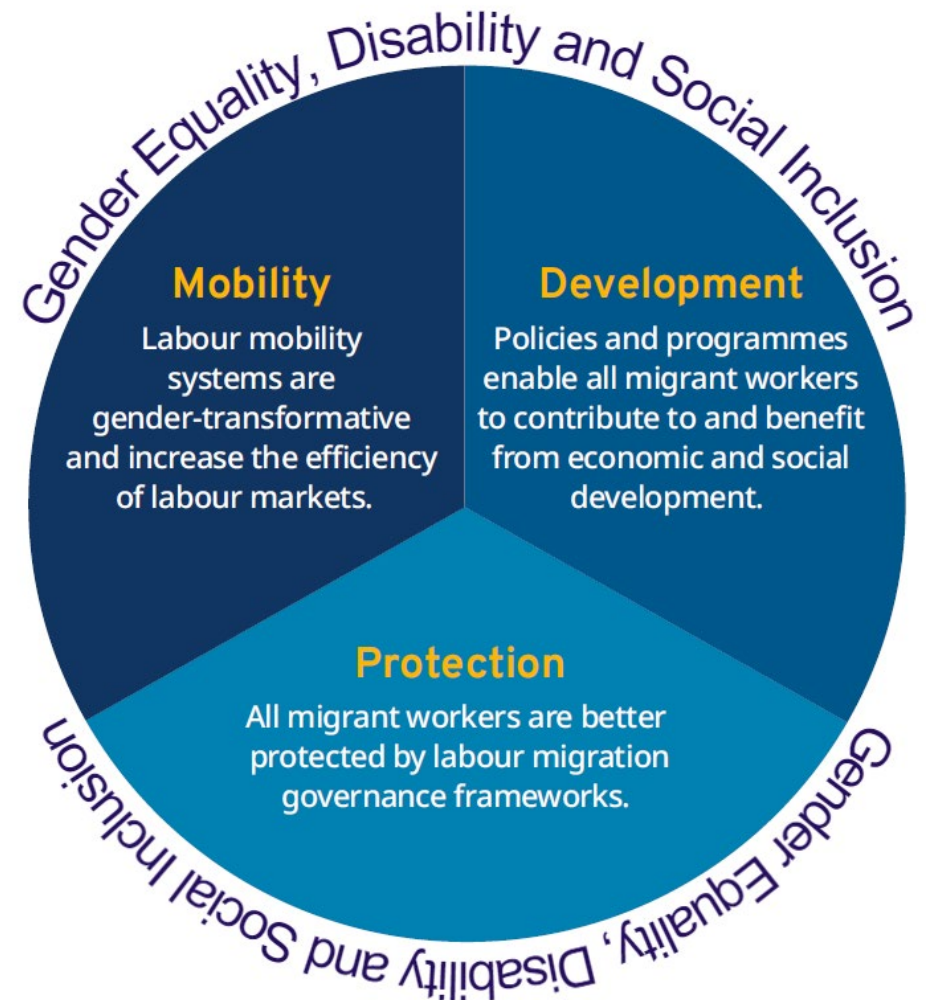 Gender Equality, Disability and Social Inclusion
Mobility
Labour mobility
systems are
gender-transformative
and increase the efficiency
of labour markets.
Development
Policies and programmes
enable all migrant workers
to contribute to and benefit
from economic and social
development.
Protection
All migrant workers are better
protected by labour migration
governance frameworks.
Gender Equality, Disability and Social Inclusion